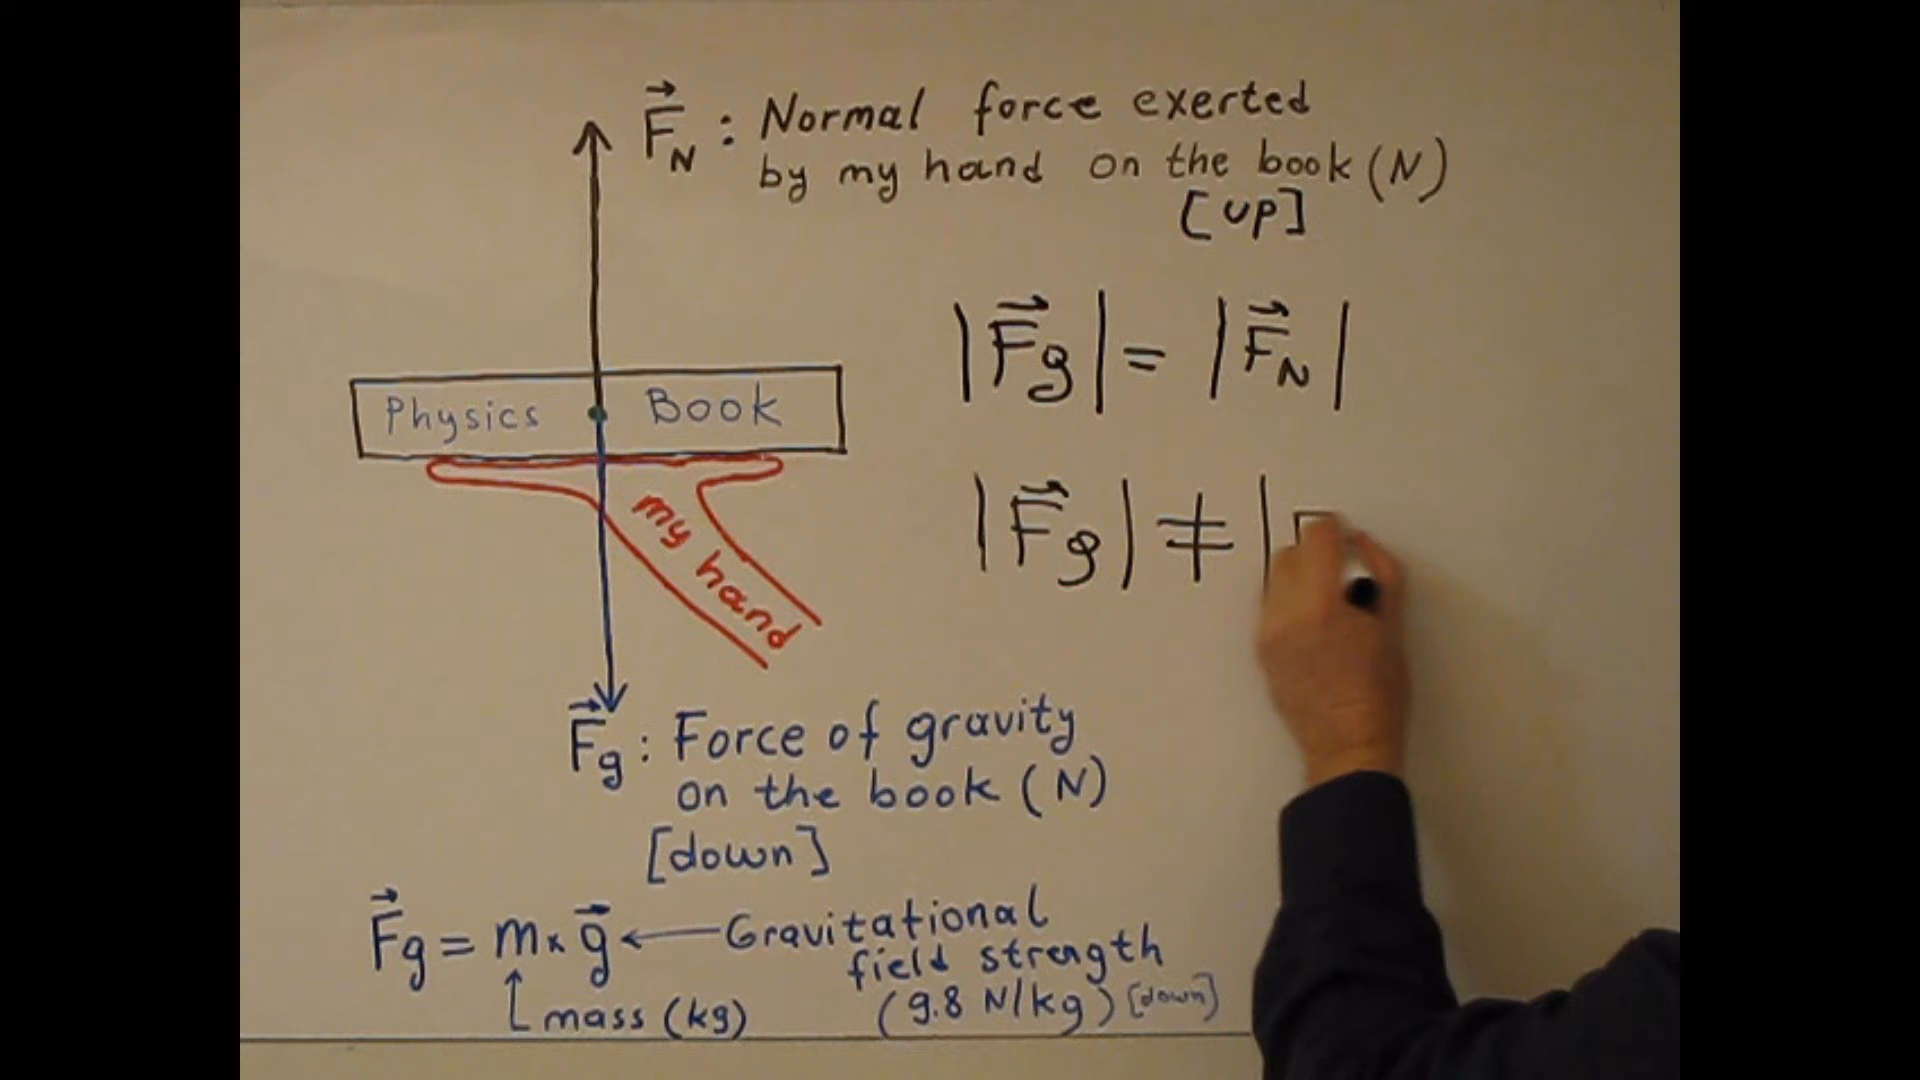 F⃗N : Normal force exerted
by my hand on the book (N)
[up]
|F⃗g| = |F⃗N|
Physics Book
|F⃗g| ≠ |F
my hand
F⃗g : Force of gravity
on the book (N)
[down]
F⃗g = m × g⃗ ← Gravitational
field strength
(9.8 N/kg) [down]
mass (kg)